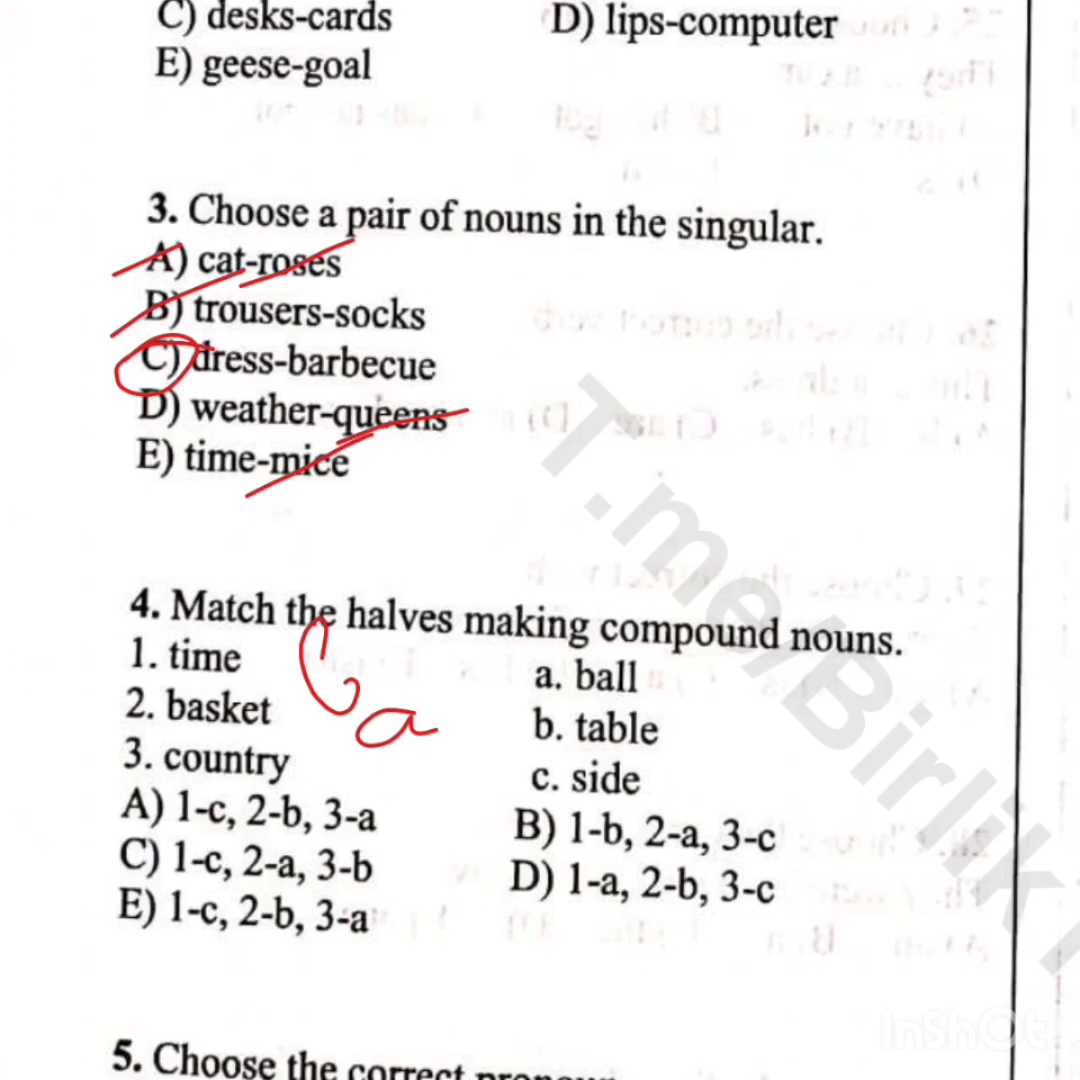 C) desks-cards D) lips-computer
E) geese-goal
3. Choose a pair of nouns in the singular.
A) cat-roses
B) trousers-socks
C) dress-barbecue
D) weather-queens
E) time-mice
4. Match the halves making compound nouns.
1. time a. ball
2. basket b. table
3. country c. side
A) 1-c, 2-b, 3-a B) 1-b, 2-a, 3-c
C) 1-c, 2-a, 3-b D) 1-a, 2-b, 3-c
E) 1-c, 2-b, 3-a
a
5. Choose the correct
T.me/Birlik
InShOt